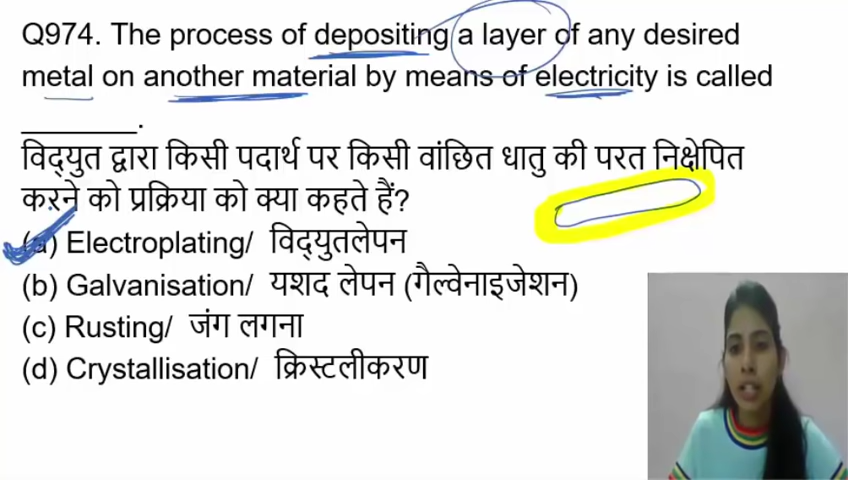 Q974. The process of depositing a layer of any desired
metal on another material by means of electricity is called
_______.
विद्युत द्वारा किसी पदार्थ पर किसी वांछित धातु की परत निक्षेपित
करने को प्रक्रिया को क्या कहते हैं?
(a) Electroplating/ विद्युतलेपन
(b) Galvanisation/ यशद लेपन (गैल्वेनाइजेशन)
(c) Rusting/ जंग लगना
(d) Crystallisation/ क्रिस्टलीकरण